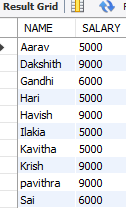 Result Grid
NAME SALARY
Aarav 5000
Dakshith 9000
Gandhi 6000
Hari 5000
Havish 9000
Ilakia 5000
Kavitha 5000
Krish 9000
pavithra 9000
Sai 6000